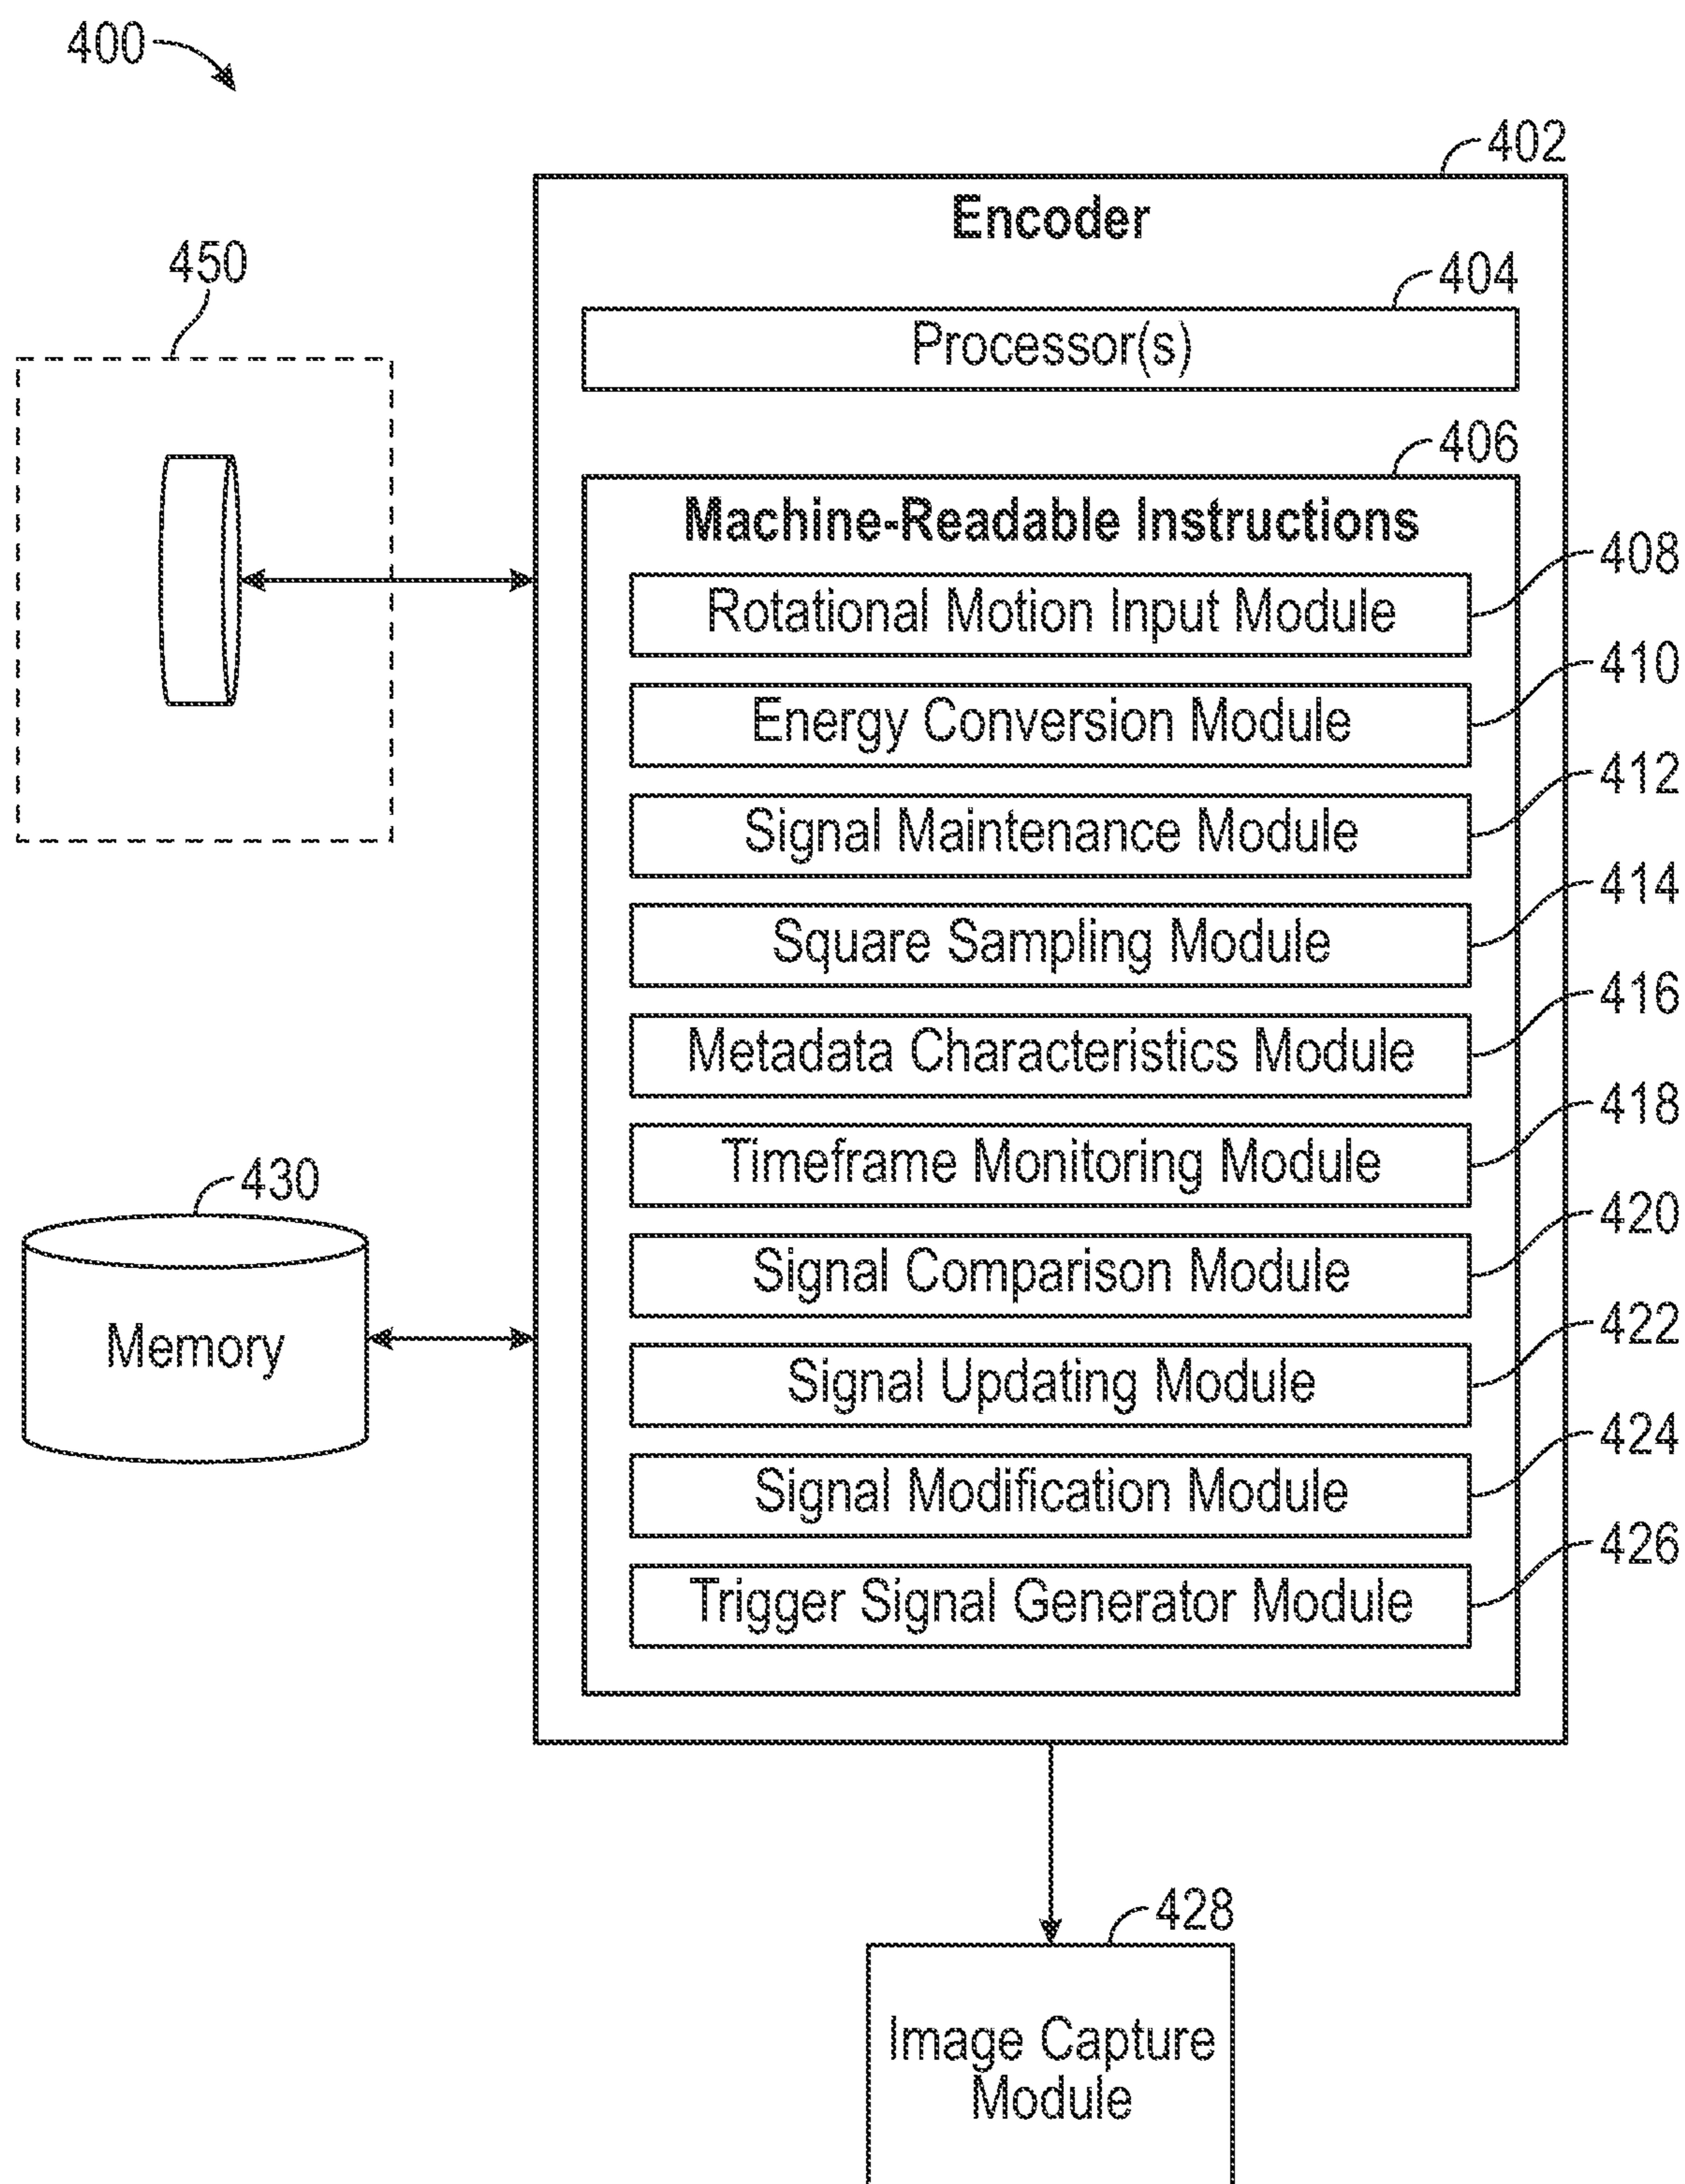 400
402
Encoder
450
404
Processor(s)
406
Machine-Readable Instructions
408
Rotational Motion Input Module
410
Energy Conversion Module
412
Signal Maintenance Module
414
Square Sampling Module
416
Metadata Characteristics Module
418
Timeframe Monitoring Module
430
420
Signal Comparison Module
Memory
422
Signal Updating Module
424
Signal Modification Module
426
Trigger Signal Generator Module
428
Image Capture
Module